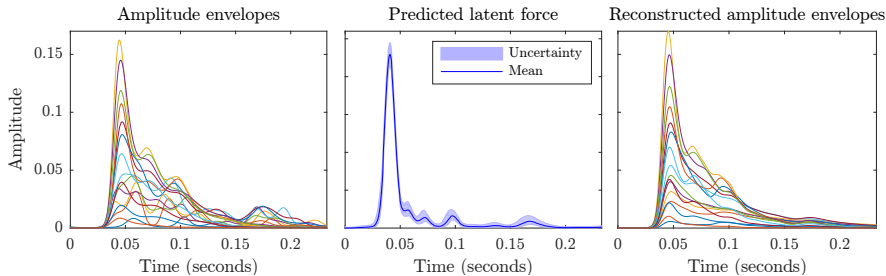 Amplitude envelopes
Predicted latent force
Reconstructed amplitude envelopes
Amplitude
0.15
0.1
0.05
0
Uncertainty
Mean
0 0.05 0.1 0.15 0.2
0 0.05 0.1 0.15 0.2
0 0.05 0.1 0.15 0.2
Time (seconds)
Time (seconds)
Time (seconds)